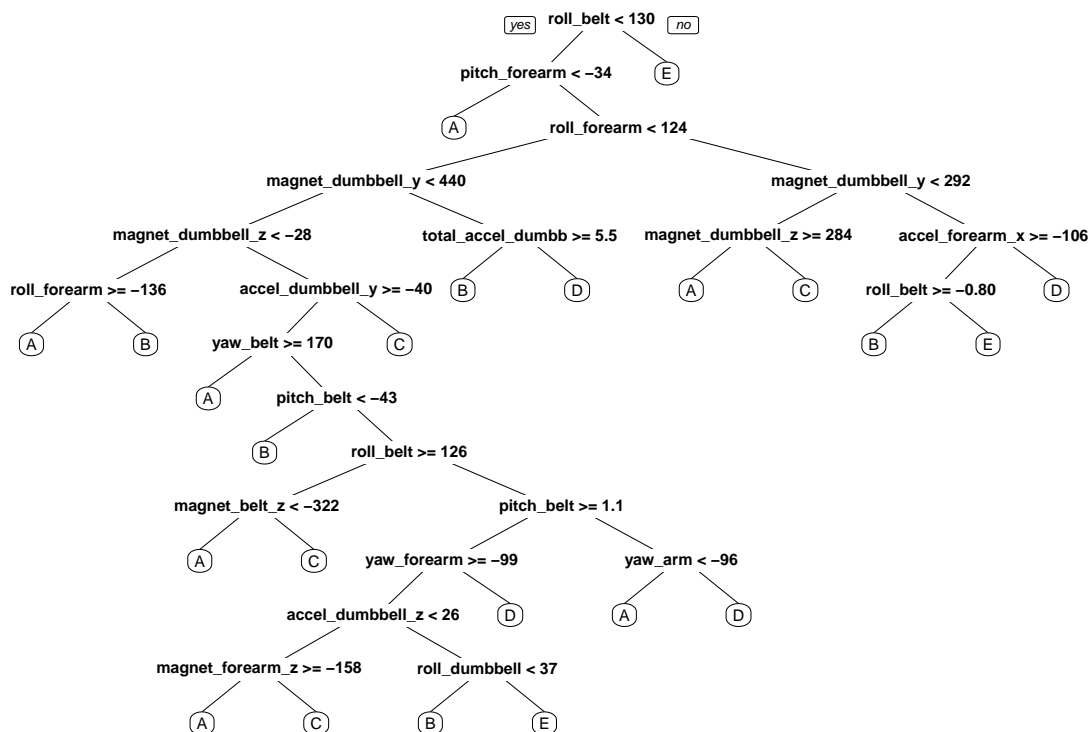 yes roll_belt < 130 no
pitch_forearm < −34 E
A roll_forearm < 124
magnet_dumbbell_y < 440 magnet_dumbbell_y < 292
magnet_dumbbell_z < −28 total_accel_dumbb >= 5.5 magnet_dumbbell_z >= 284 accel_forearm_x >= −106
roll_forearm >= −136 accel_dumbbell_y >= −40 B D A C roll_belt >= −0.80 D
A B yaw_belt >= 170 C B E
A pitch_belt < −43
B roll_belt >= 126
magnet_belt_z < −322 pitch_belt >= 1.1
A C yaw_forearm >= −99 yaw_arm < −96
accel_dumbbell_z < 26 D A D
magnet_forearm_z >= −158 roll_dumbbell < 37
A C B E